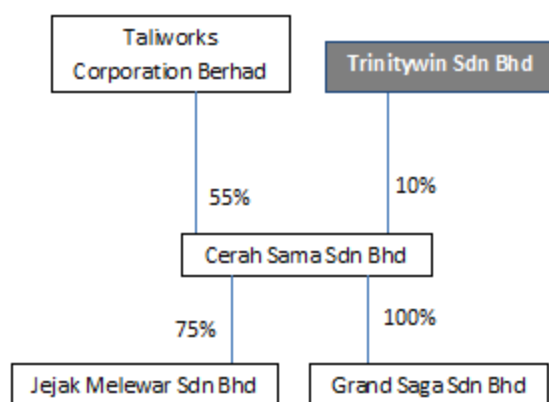 Taliworks
Corporation Berhad
Trinitywin Sdn Bhd
55%
10%
Cerah Sama Sdn Bhd
75%
100%
Jejak Melewar Sdn Bhd
Grand Saga Sdn Bhd